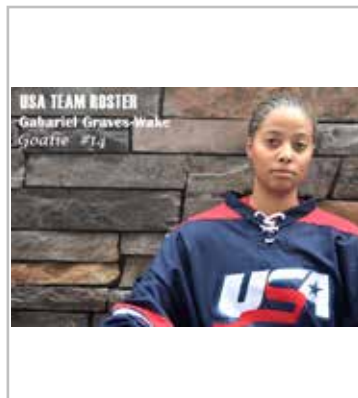 USA TEAM ROSTER
Gabariel Graves-Wake
Goalie #14
USA